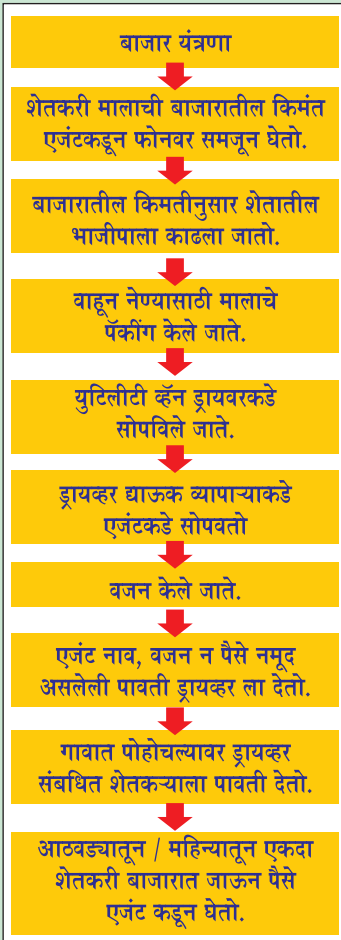 बाजार यंत्रणा
शेतकरी मालाची बाजारातील किमंत
एजंटकडून फोनवर समजून घेतो.
बाजारातील किमतीनुसार शेतातील
भाजीपाला काढला जातो.
वाहून नेण्यासाठी मालाचे
पॅकींग केले जाते.
युटिलीटी व्हॅन ड्रायवरकडे
सोपविले जाते.
ड्रायव्हर द्याऊक व्यापाऱ्याकडे
एजंटकडे सोपवतो
वजन केले जाते.
एजंट नाव, वजन न पैसे नमूद
असलेली पावती ड्रायव्हर ला देतो.
गावात पोहोचल्यावर ड्रायव्हर
संबधित शेतकऱ्याला पावती देतो.
आठवड्यातून / महिन्यातून एकदा
शेतकरी बाजारात जाऊन पैसे
एजंट कडून घेतो.